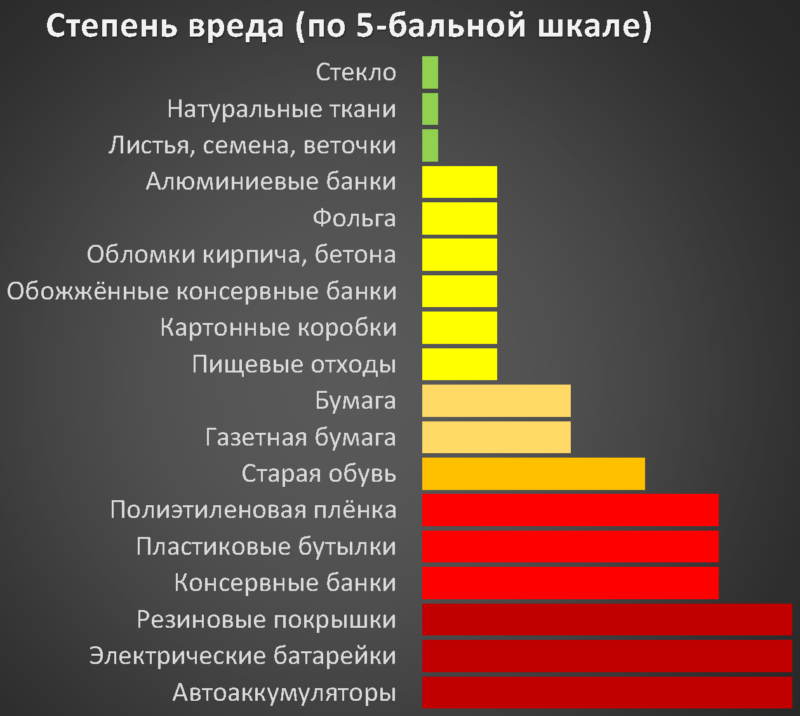 Степень вреда (по 5-бальной шкале)
Стекло
Натуральные ткани
Листья, семена, веточки
Алюминиевые банки
Фольга
Обломки кирпича, бетона
Обожжённые консервные банки
Картонные коробки
Пищевые отходы
Бумага
Газетная бумага
Старая обувь
Полиэтиленовая плёнка
Пластиковые бутылки
Консервные банки
Резиновые покрышки
Электрические батарейки
Автоаккумуляторы